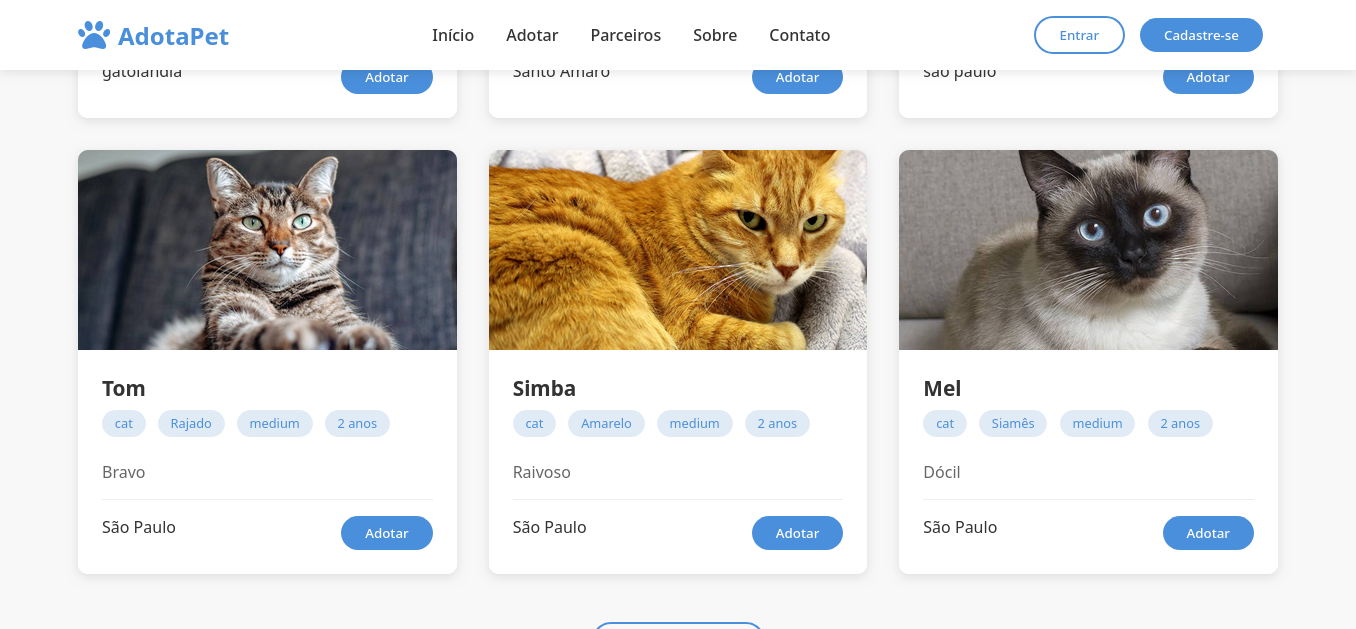 AdotaPet Início Adotar Parceiros Sobre Contato Entrar Cadastre-se
gatolandia Adotar Santo Amaro Adotar são paulo Adotar
Tom Simba Mel
cat Rajado medium 2 anos cat Amarelo medium 2 anos cat Siamês medium 2 anos
Bravo Raivoso Dócil
São Paulo Adotar São Paulo Adotar São Paulo Adotar